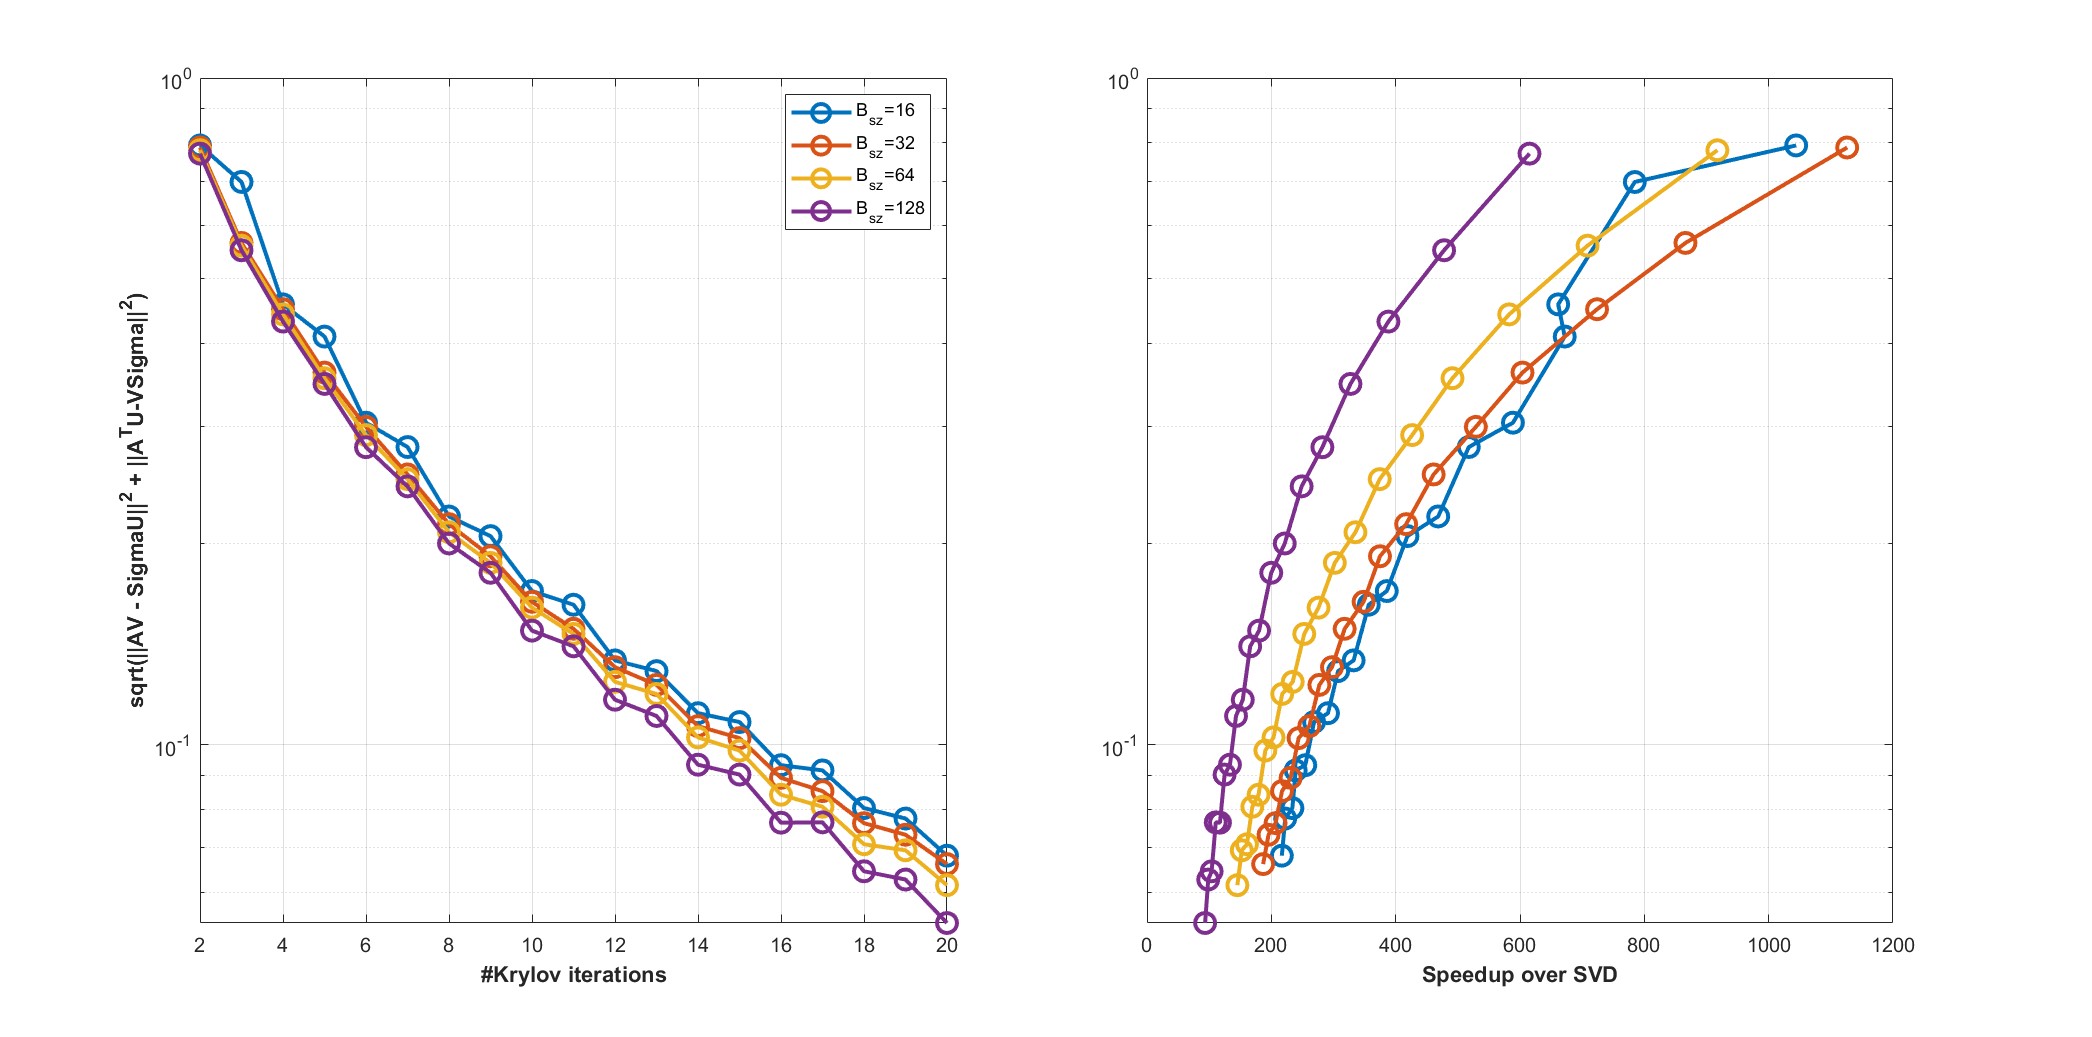 10^0
10^-1
B_sz=16
B_sz=32
B_sz=64
B_sz=128
sqrt(||AV - SigmaU||^2 + ||A^TU-VSigma||^2)
2 4 6 8 10 12 14 16 18 20
#Krylov iterations
10^0
10^-1
0 200 400 600 800 1000 1200
Speedup over SVD